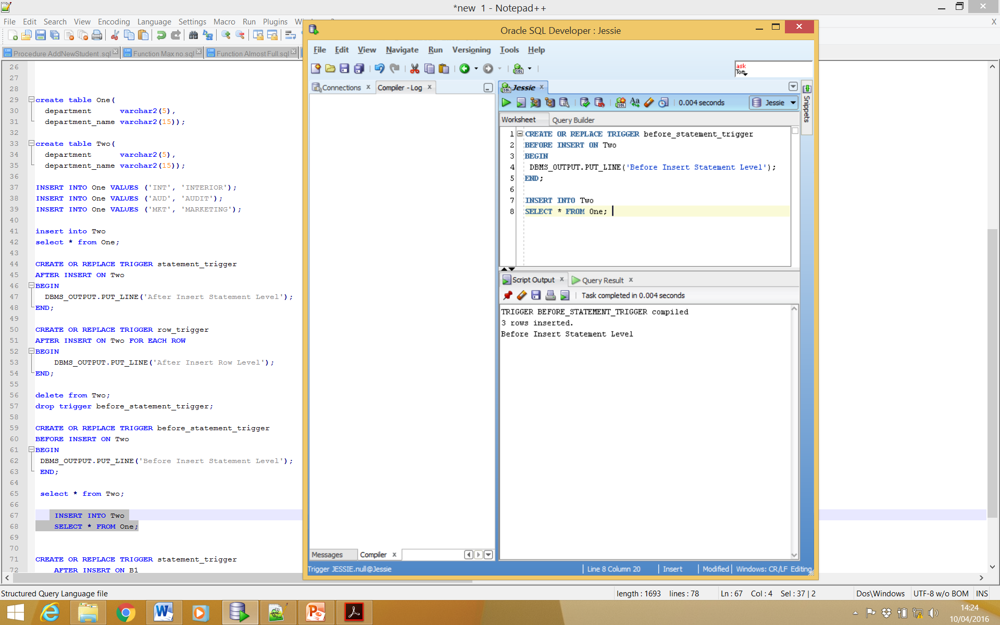 *new  1 - Notepad++
File Edit Search View Encoding Language Settings Macro Run Plugins
X
Procedure AddNewStudent .sql Function Max no.sql Function Almost Full.sql
26
27
28
29 create table One(
30 department varchar2(5),
31 department_name varchar2(15));
32
33 create table Two(
34 department varchar2(5),
35 department_name varchar2(15));
36
37 INSERT INTO One VALUES ('INT', 'INTERIOR');
38 INSERT INTO One VALUES ('AUD', 'AUDIT');
39 INSERT INTO One VALUES ('MKT', 'MARKETING');
40
41 insert into Two
42 select * from One;
43
44 CREATE OR REPLACE TRIGGER statement_trigger
45 AFTER INSERT ON Two
46 BEGIN
47 DBMS_OUTPUT.PUT_LINE('After Insert Statement Level');
48 END;
49
50 CREATE OR REPLACE TRIGGER row_trigger
51 AFTER INSERT ON Two FOR EACH ROW
52 BEGIN
53 DBMS_OUTPUT.PUT_LINE('After Insert Row Level');
54 END;
55
56 delete from Two;
57 drop trigger before_statement_trigger;
58
59 CREATE OR REPLACE TRIGGER before_statement_trigger
60 BEFORE INSERT ON Two
61 BEGIN
62 DBMS_OUTPUT.PUT_LINE('Before Insert Statement Level');
63 END;
64
65 select * from Two;
66
67 INSERT INTO Two
68 SELECT * FROM One;
69
70
71 CREATE OR REPLACE TRIGGER statement_trigger
72 AFTER INSERT ON B1
Oracle SQL Developer : Jessie
File Edit View Navigate Run Versioning Tools Help
ask
Tom
Connections Compiler - Log
Jessie
0.004 seconds Jessie
Snippets
Worksheet Query Builder
1 CREATE OR REPLACE TRIGGER before_statement_trigger
2 BEFORE INSERT ON Two
3 BEGIN
4 DBMS_OUTPUT.PUT_LINE('Before Insert Statement Level');
5 END;
6
7 INSERT INTO Two
8 SELECT * FROM One;
Script Output Query Result
Task completed in 0.004 seconds
TRIGGER BEFORE_STATEMENT_TRIGGER compiled
3 rows inserted.
Before Insert Statement Level
Messages Compiler
Trigger JESSIE.null@Jessie Line 8 Column 20 Insert Modified Windows: CR/LF Editing
Structured Query Language file length : 1693 lines : 78 Ln : 67 Col : 4 Sel : 37 | 2 Dos\Windows UTF-8 w/o BOM INS
14:24
10/04/2016